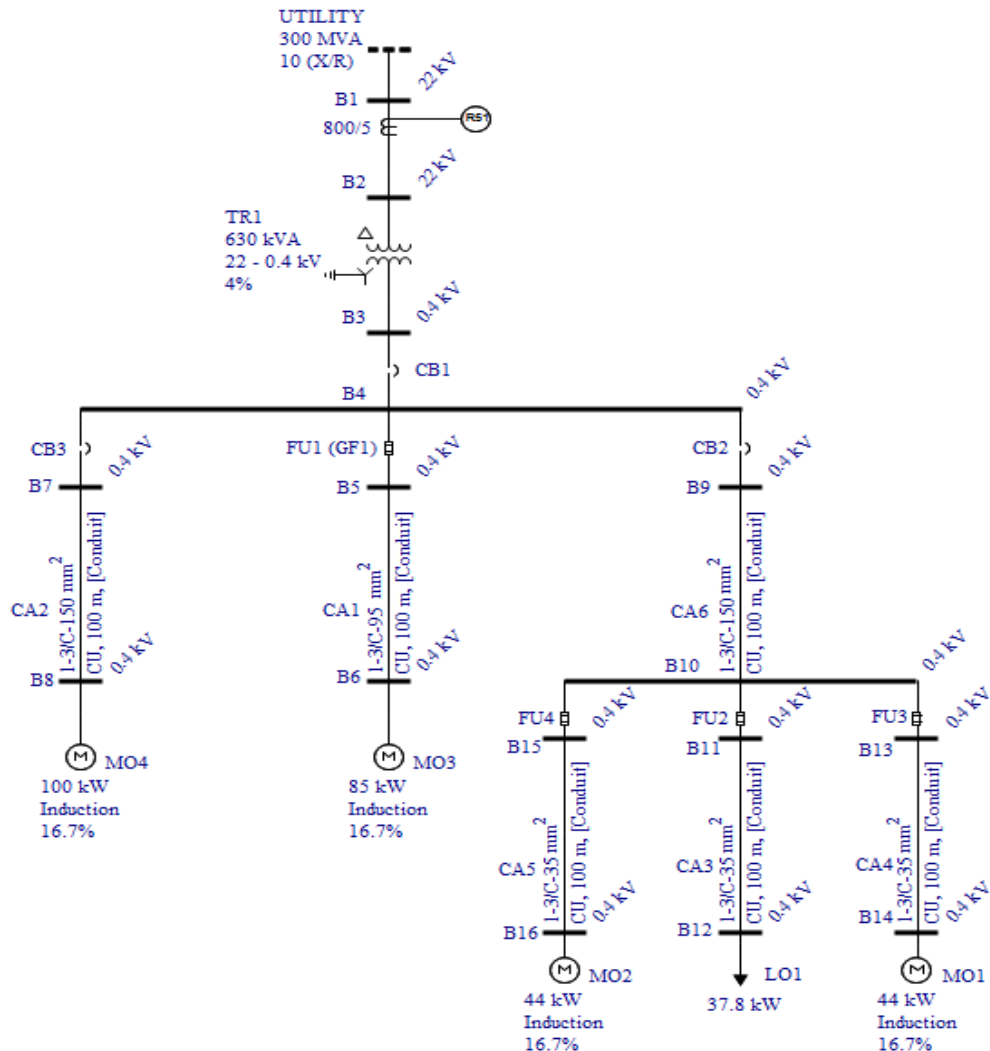 UTILITY
300 MVA
10 (X/R)
22 kV
B1
800/5
R51
B2
22 kV
TR1
630 kVA
22 - 0.4 kV
4%
B3
0.4 kV
CB1
B4
0.4 kV
CB3
0.4 kV
B7
CA2
1-3/C-150 mm²
CU, 100 m, [Conduit]
B8
0.4 kV
M
MO4
100 kW
Induction
16.7%
FU1 (GF1)
0.4 kV
B5
CA1
1-3/C-95 mm²
CU, 100 m, [Conduit]
B6
0.4 kV
M
MO3
85 kW
Induction
16.7%
CB2
0.4 kV
B9
CA6
1-3/C-150 mm²
CU, 100 m, [Conduit]
B10
0.4 kV
FU4
0.4 kV
B15
CA5
1-3/C-35 mm²
CU, 100 m, [Conduit]
B16
0.4 kV
M
MO2
44 kW
Induction
16.7%
FU2
0.4 kV
B11
CA3
1-3/C-35 mm²
CU, 100 m, [Conduit]
B12
0.4 kV
LO1
37.8 kW
FU3
0.4 kV
B13
CA4
1-3/C-35 mm²
CU, 100 m, [Conduit]
B14
0.4 kV
M
MO1
44 kW
Induction
16.7%